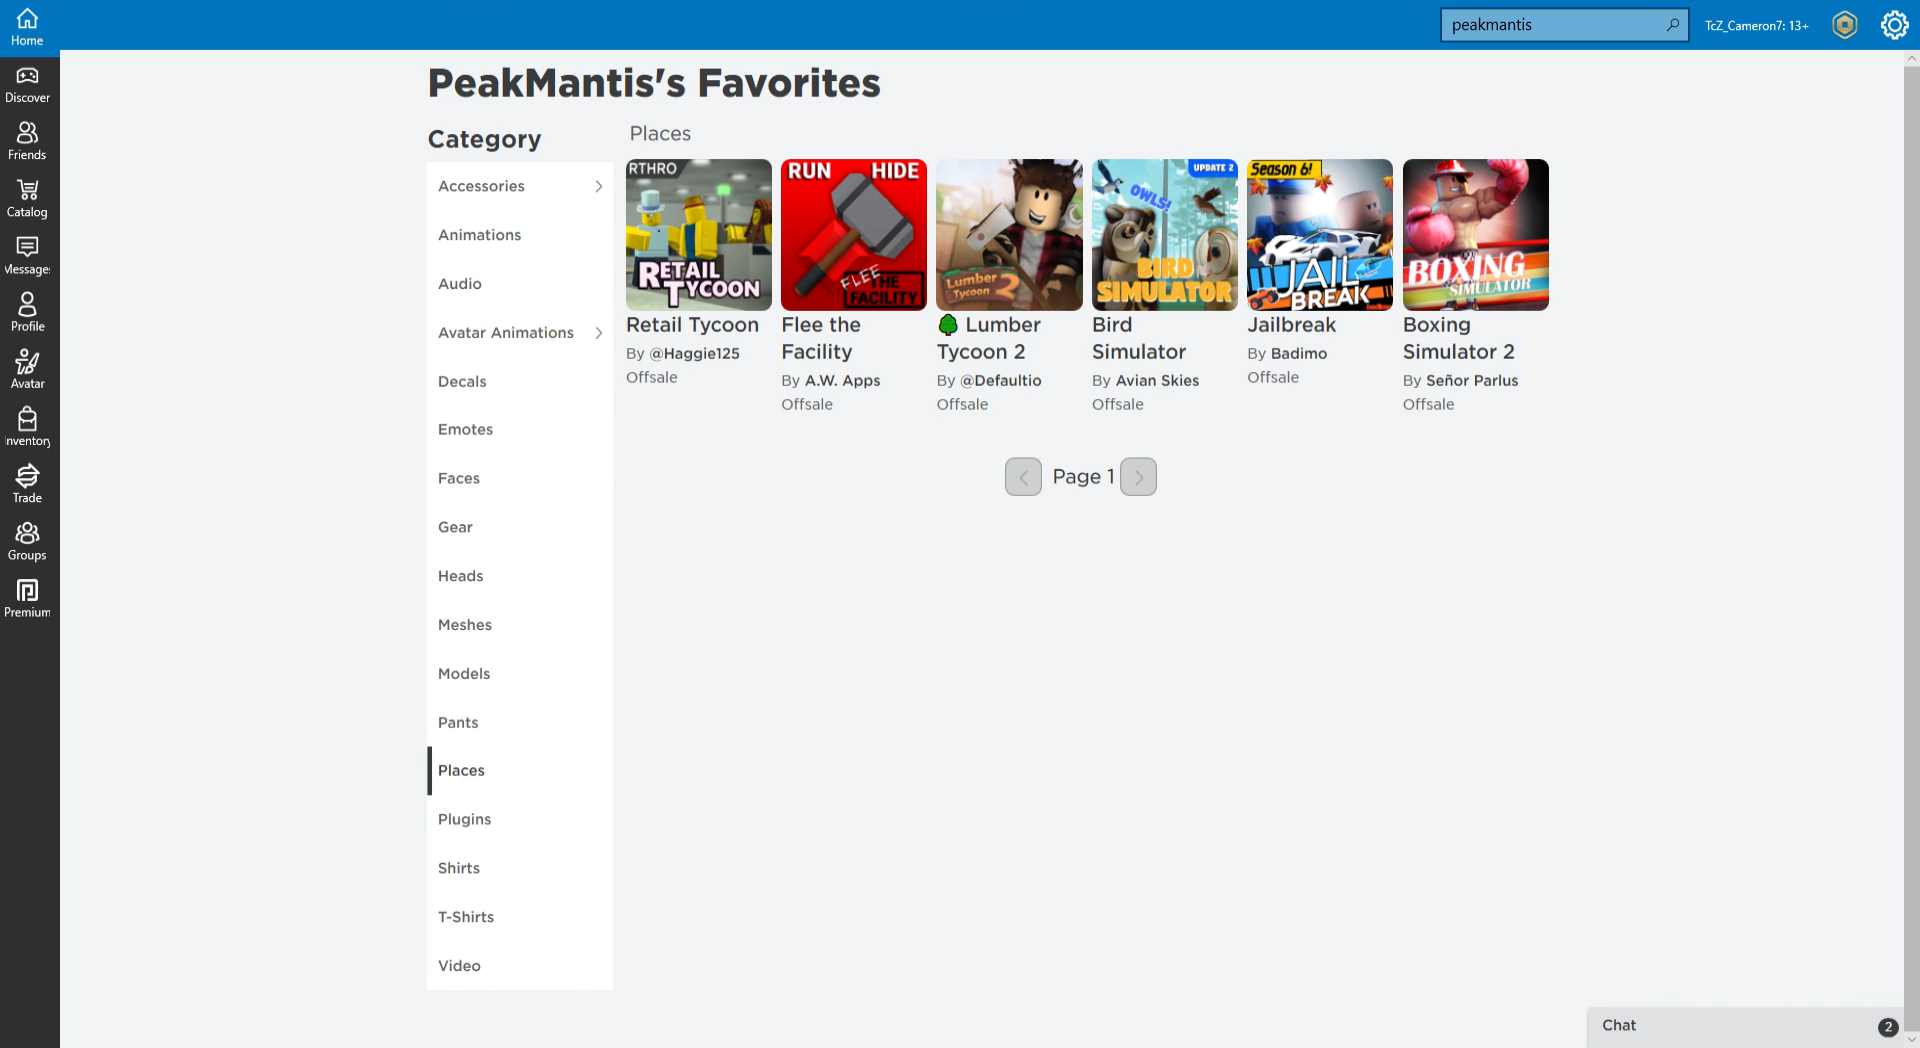 Home
peakmantis
TcZ_Cameron7: 13+
Discover
Friends
Catalog
Messages
Profile
Avatar
Inventory
Trade
Groups
Premium
PeakMantis's Favorites
Category
Accessories
Animations
Audio
Avatar Animations
Decals
Emotes
Faces
Gear
Heads
Meshes
Models
Pants
Places
Plugins
Shirts
T-Shirts
Video
Places
RTHRO
RETAIL
TYCOON
Retail Tycoon
By @Haggie125
Offsale
RUN HIDE
FLEE THE
FACILITY
Flee the
Facility
By A.W. Apps
Offsale
Lumber
Tycoon 2
Lumber
Tycoon 2
By @Defaultio
Offsale
UPDATE 2
OWLS!
BIRD
SIMULATOR
Bird
Simulator
By Avian Skies
Offsale
Season 6!
JAIL
BREAK
Jailbreak
By Badimo
Offsale
BOXING
SIMULATOR
Boxing
Simulator 2
By Señor Parlus
Offsale
Page 1
Chat
2